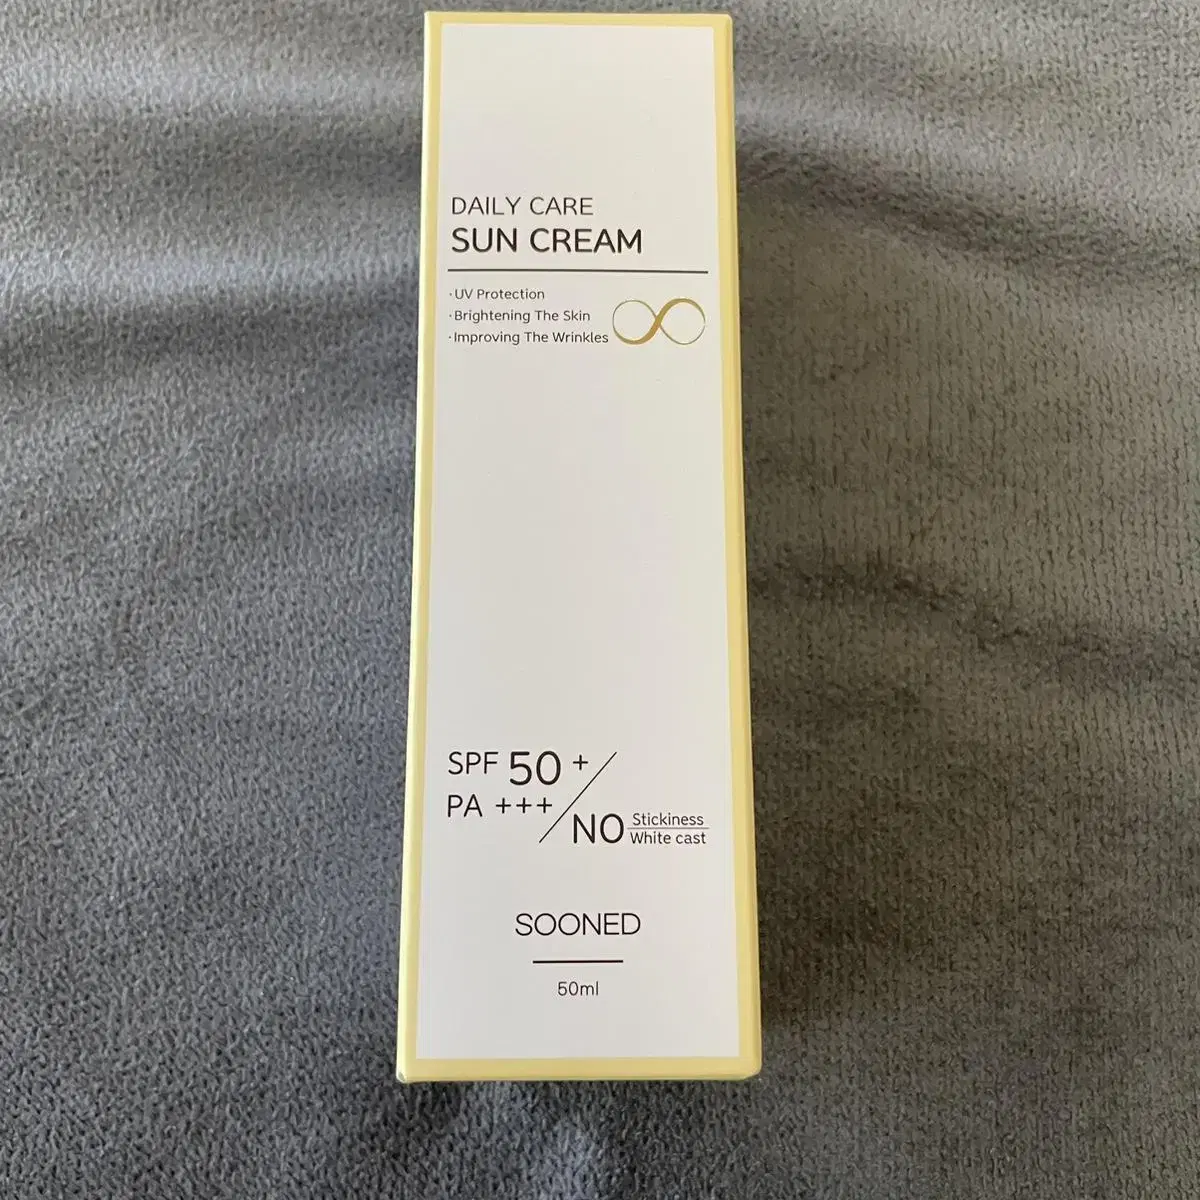 DAILY CARE
SUN CREAM
·UV Protection
·Brightening The Skin
·Improving The Wrinkles
SPF 50 +
PA +++
NO Stickiness
White cast
SOONED
50ml